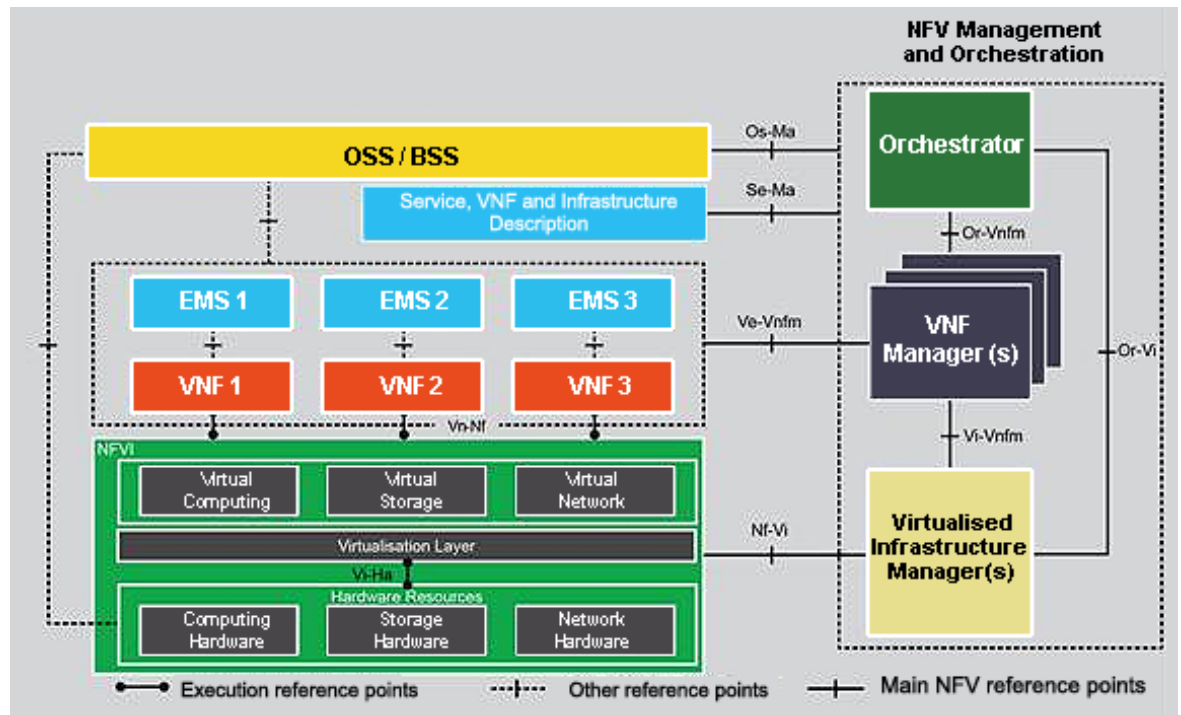 NFV Management
and Orchestration
Os-Ma
Orchestrator
OSS / BSS
Se-Ma
Service, VNF and Infrastructure
Description
Or-Vnfm
EMS 1
EMS 2
EMS 3
Ve-Vnfm
VNF
Manager (s)
Or-Vi
VNF 1
VNF 2
VNF 3
Vn-Nf
Vi-Vnfm
NFVI
Virtual
Computing
Virtual
Storage
Virtual
Network
Nf-Vi
Virtualised
Infrastructure
Manager(s)
Virtualisation Layer
Vi-Ha
Hardware Resources
Computing
Hardware
Storage
Hardware
Network
Hardware
Execution reference points
Other reference points
Main NFV reference points